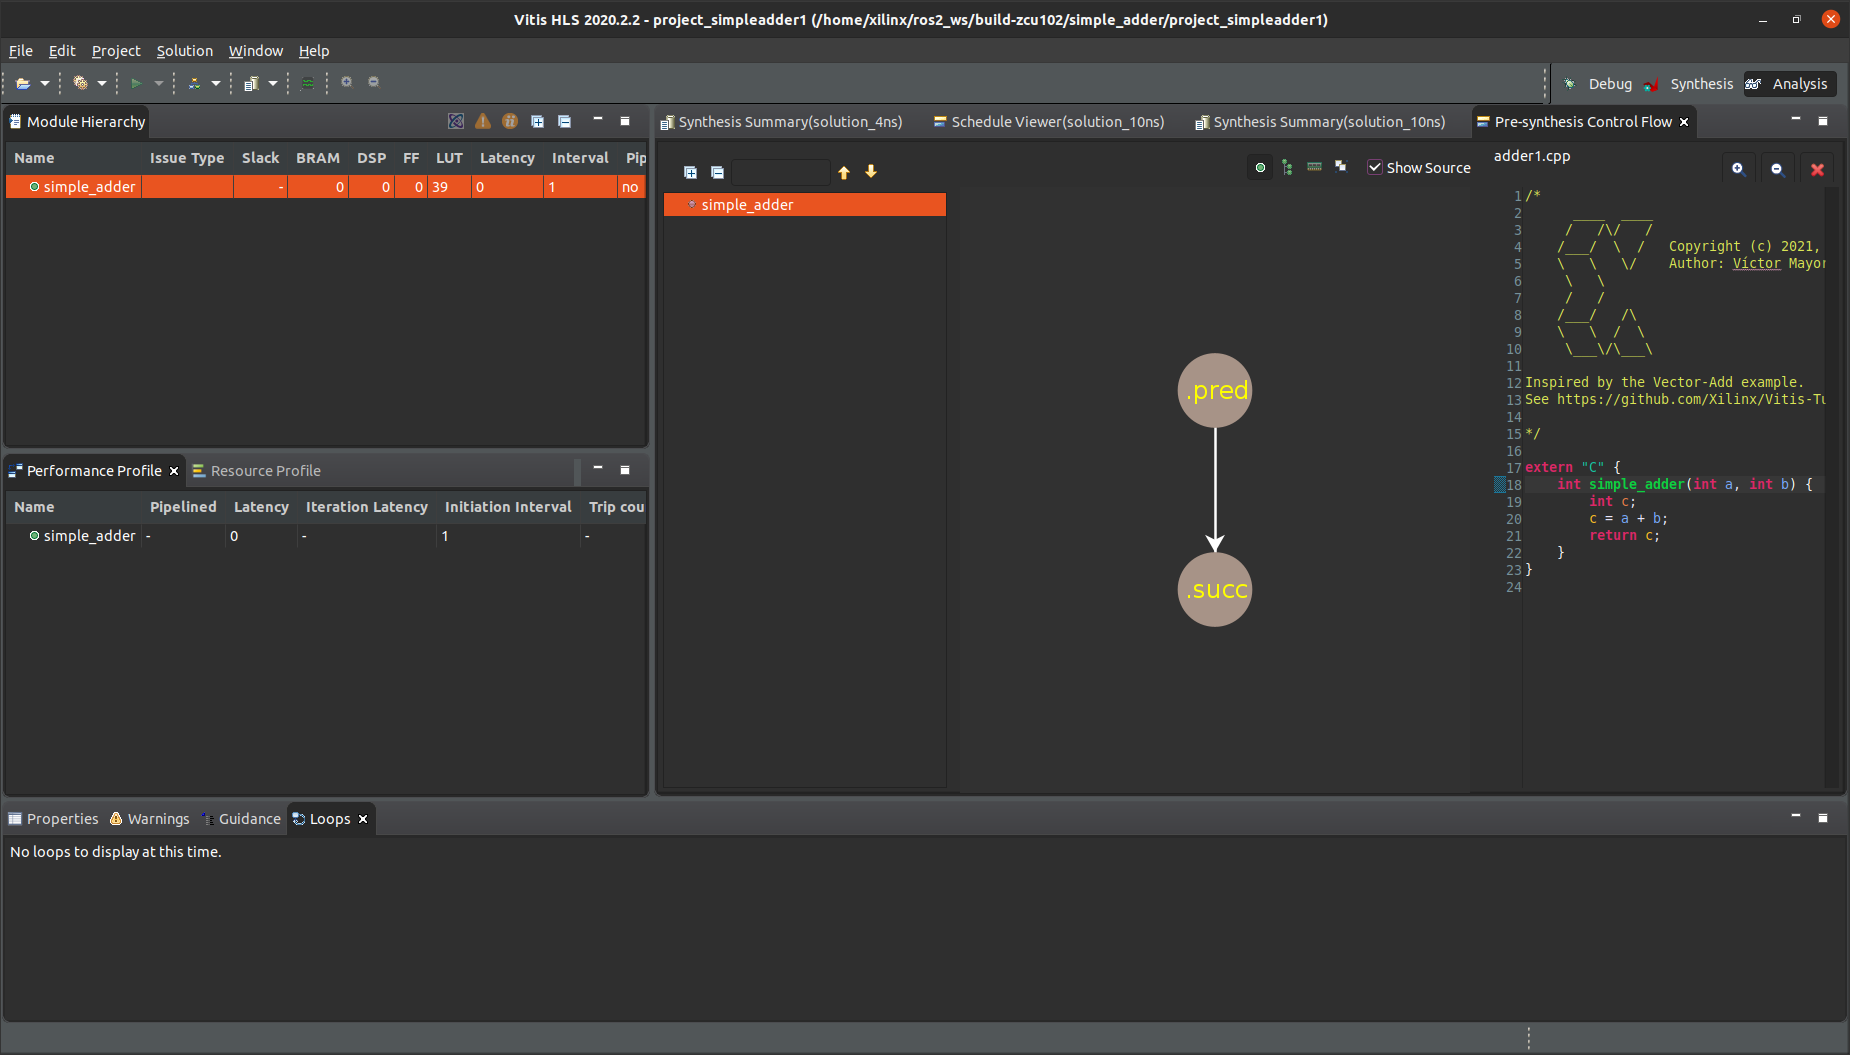 Vitis HLS 2020.2.2 - project_simpleadder1 (/home/xilinx/ros2_ws/build-zcu102/simple_adder/project_simpleadder1)
File Edit Project Solution Window Help
Debug Synthesis Analysis
Module Hierarchy
Name Issue Type Slack BRAM DSP FF LUT Latency Interval Pip
simple_adder - 0 0 0 39 0 1 no
Performance Profile Resource Profile
Name Pipelined Latency Iteration Latency Initiation Interval Trip cou
simple_adder - 0 - 1 -
Synthesis Summary(solution_4ns) Schedule Viewer(solution_10ns) Synthesis Summary(solution_10ns) Pre-synthesis Control Flow
Show Source
simple_adder
.pred
.succ
adder1.cpp
1 /*
2 ____  ____
3 /   /\/   /
4 /___/  \  /   Copyright (c) 2021,
5 \   \   \/    Author: Víctor Mayor
6 \   \
7 /   /
8 /___/   /\
9 \   \  /  \
10 \___\/\___\
11
12 Inspired by the Vector-Add example.
13 See https://github.com/Xilinx/Vitis-Tu
14
15 */
16
17 extern "C" {
18 int simple_adder(int a, int b) {
19 int c;
20 c = a + b;
21 return c;
22 }
23 }
24
Properties Warnings Guidance Loops
No loops to display at this time.